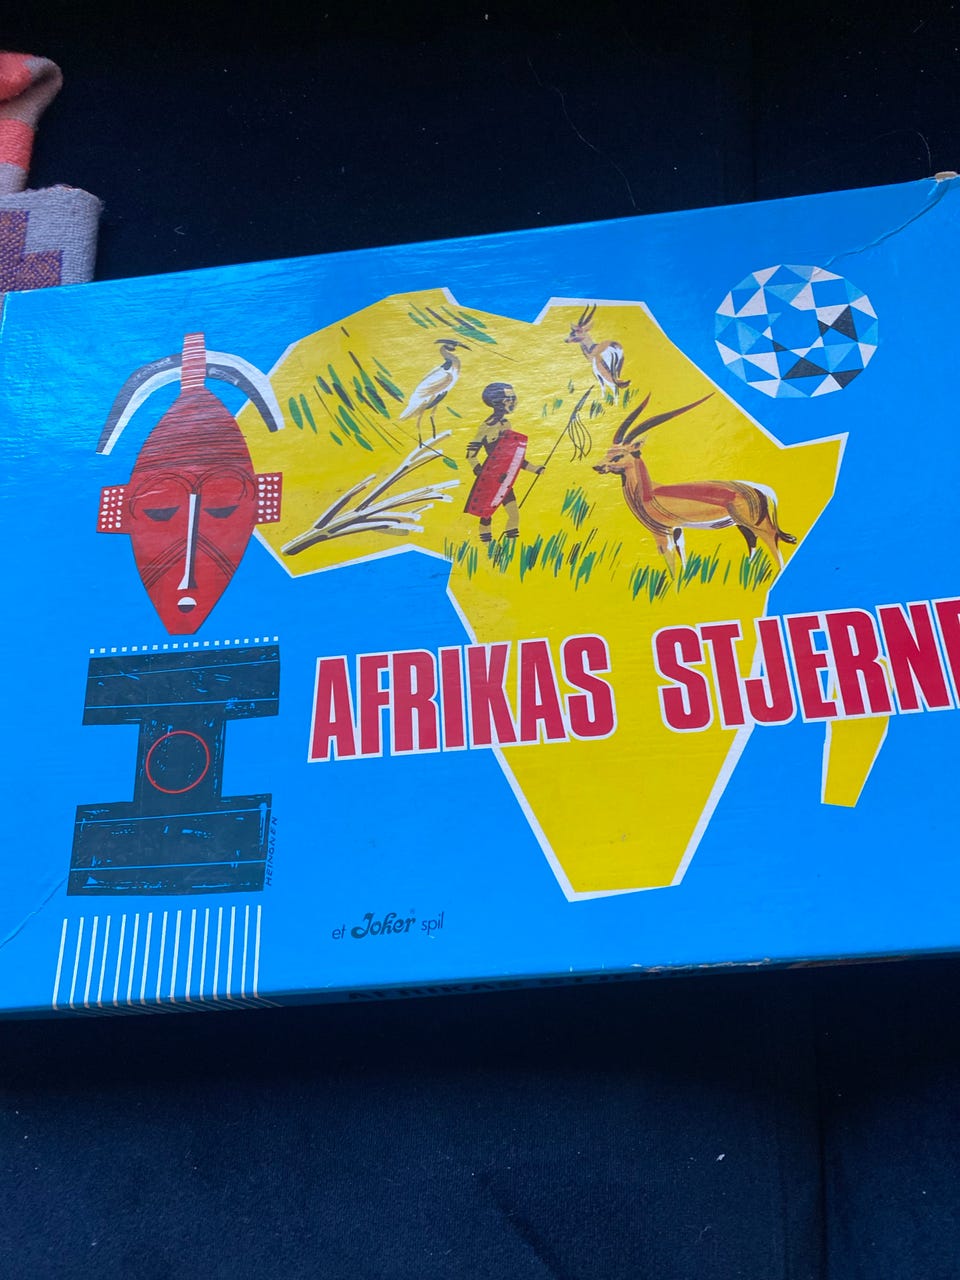 AFRIKAS STJERNE
HEINONEN
et Joker® spil